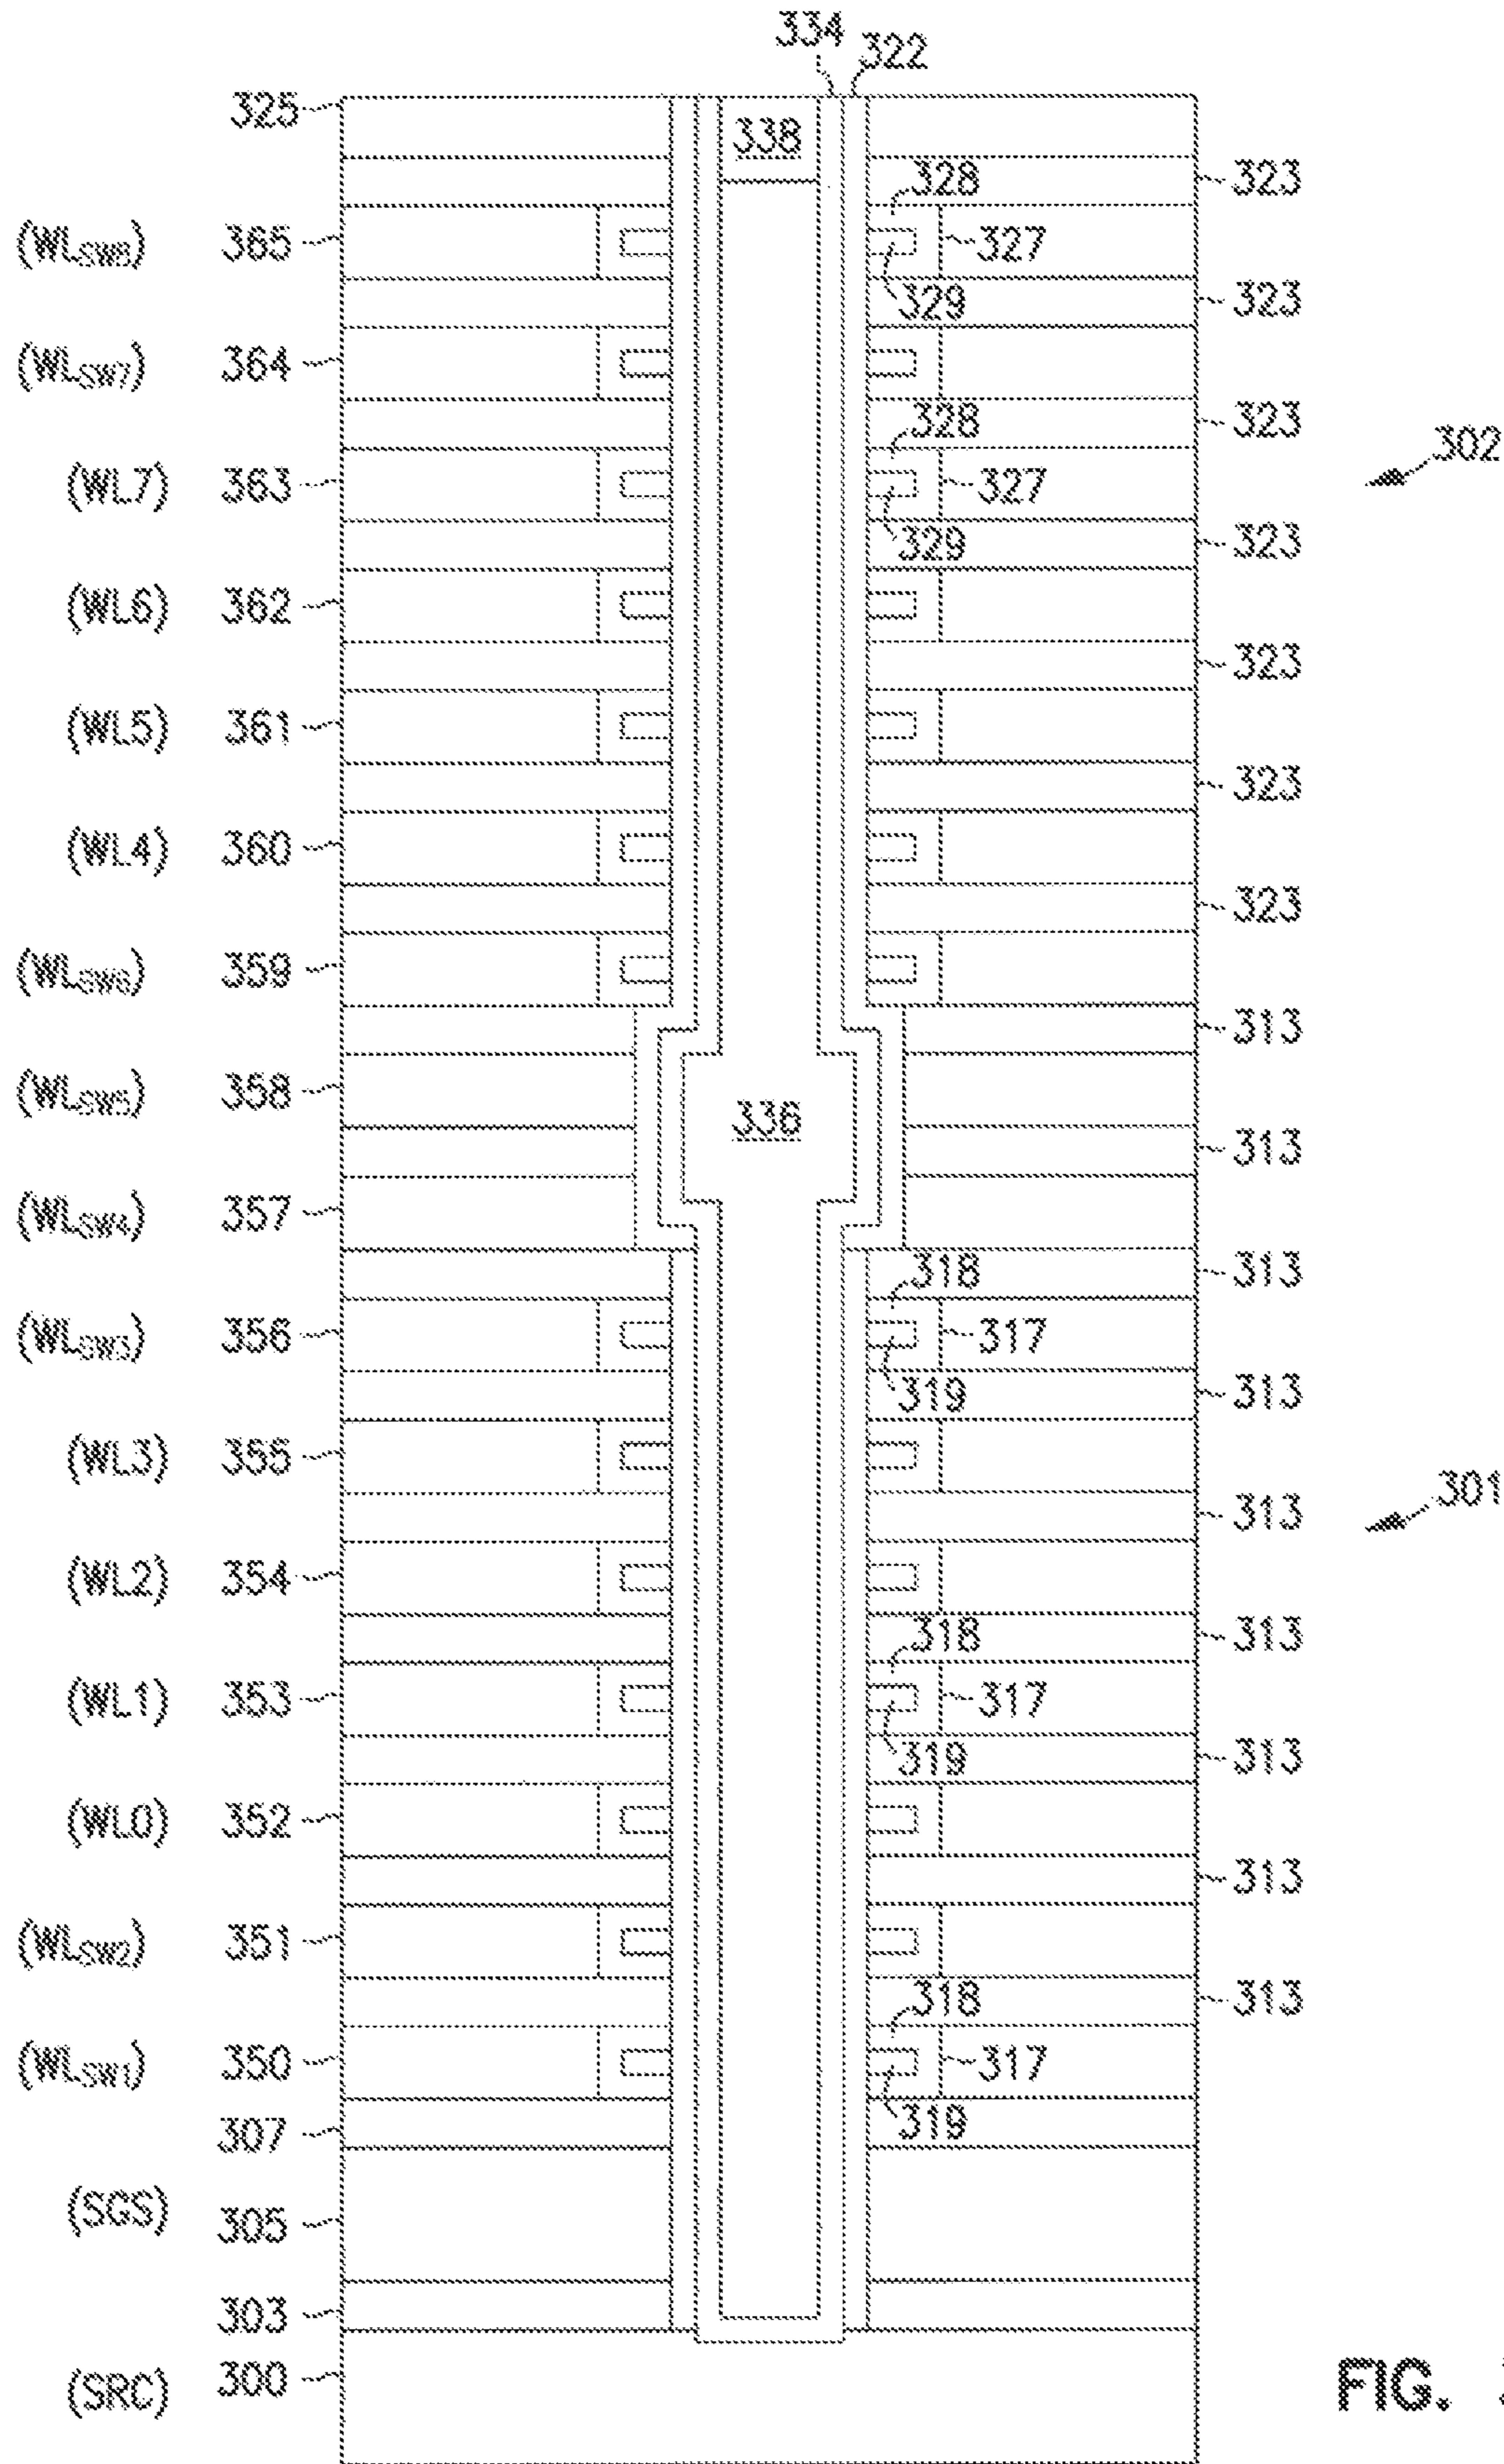 334 322
325
338
328 323
(WLSW8) 365 327
329 323
(WLSW7) 364
328 323
302
(WL7) 363 327
329 323
(WL6) 362
323
(WL5) 361
323
(WL4) 360
323
(WLSW6) 359
313
(WLSW5) 358
336
313
(WLSW4) 357
318 313
(WLSW3) 356 317
319 313
(WL3) 355
301
313
(WL2) 354
318 313
(WL1) 353 317
319 313
(WL0) 352
313
(WLSW2) 351
318 313
(WLSW1) 350 317
307 319
(SGS) 305
303
(SRC) 300
FIG.